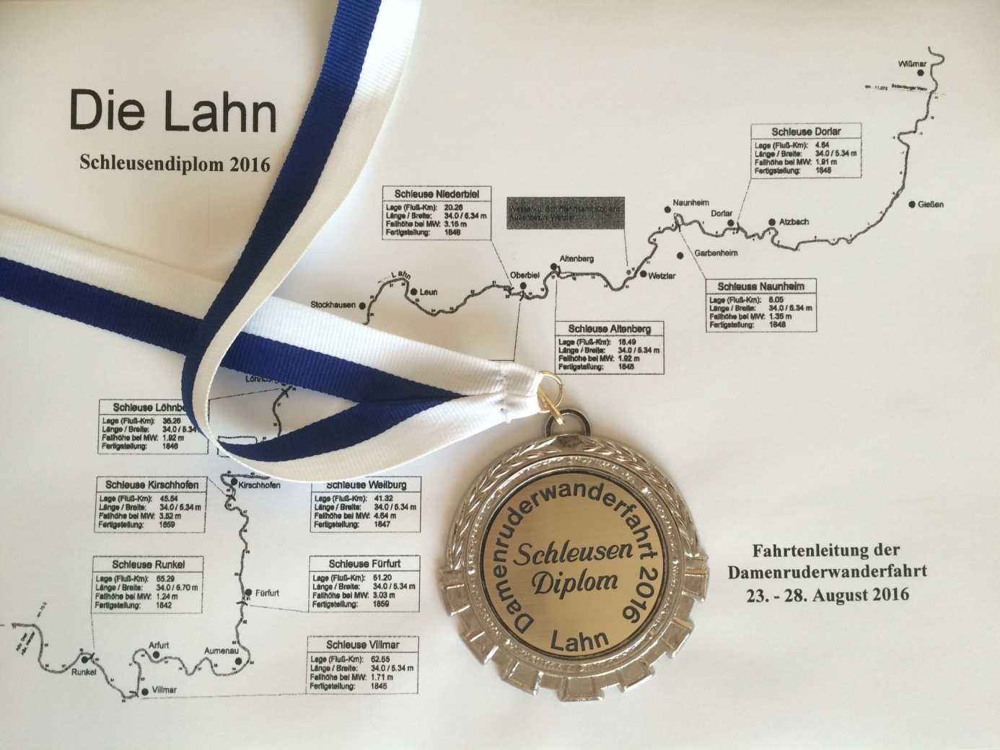 Die Lahn
Schleusendiplom 2016
Wißmar
Schleuse Dorlar
Lage (Fluß-Km): 4.64
Länge / Breite: 34.0 / 5.34 m
Fallhöhe bei MW: 1.91 m
Fertigstellung: 1848
Schleuse Niederbiel
Lage (Fluß-Km): 20.26
Länge / Breite: 34.0 / 5.34 m
Fallhöhe bei MW: 3.15 m
Fertigstellung: 1848
Wasser- u. Schifffahrtsamt Koblenz
Außenbezirk Wetzlar
Naunheim
Dorlar
Atzbach
Gießen
Garbenheim
Wetzlar
Altenberg
Oberbiel
Lahn
Leun
Stockhausen
Schleuse Naunheim
Lage (Fluß-Km): 8.05
Länge / Breite: 34.0 / 5.34 m
Fallhöhe bei MW: 1.35 m
Fertigstellung: 1848
Schleuse Altenberg
Lage (Fluß-Km): 18.49
Länge / Breite: 34.0 / 5.34 m
Fallhöhe bei MW: 1.92 m
Fertigstellung: 1848
Schleuse Löhnbe
Lage (Fluß-Km): 36.26
Länge / Breite: 34.0 / 5.34
Fallhöhe bei MW: 1.92 m
Fertigstellung: 1846
Schleuse Kirschhofen
Lage (Fluß-Km): 45.54
Länge / Breite: 34.0 / 5.34 m
Fallhöhe bei MW: 3.52 m
Fertigstellung: 1859
Kirschhofen
Schleuse Weilburg
Lage (Fluß-Km): 41.32
Länge / Breite: 34.0 / 5.34 m
Fallhöhe bei MW: 4.64 m
Fertigstellung: 1847
Schleuse Runkel
Lage (Fluß-Km): 65.29
Länge / Breite: 34.0 / 5.70 m
Fallhöhe bei MW: 1.24 m
Fertigstellung: 1842
Fürfurt
Schleuse Fürfurt
Lage (Fluß-Km): 51.20
Länge / Breite: 34.0 / 5.34 m
Fallhöhe bei MW: 3.03 m
Fertigstellung: 1859
Arfurt
Aumenau
Runkel
Villmar
Schleuse Villmar
Lage (Fluß-Km): 62.55
Länge / Breite: 34.0 / 5.34 m
Fallhöhe bei MW: 1.71 m
Fertigstellung: 1845
Damenruderwanderfahrt 2016
Schleusen
Diplom
Lahn
Fahrtenleitung der
Damenruderwanderfahrt
23. - 28. August 2016